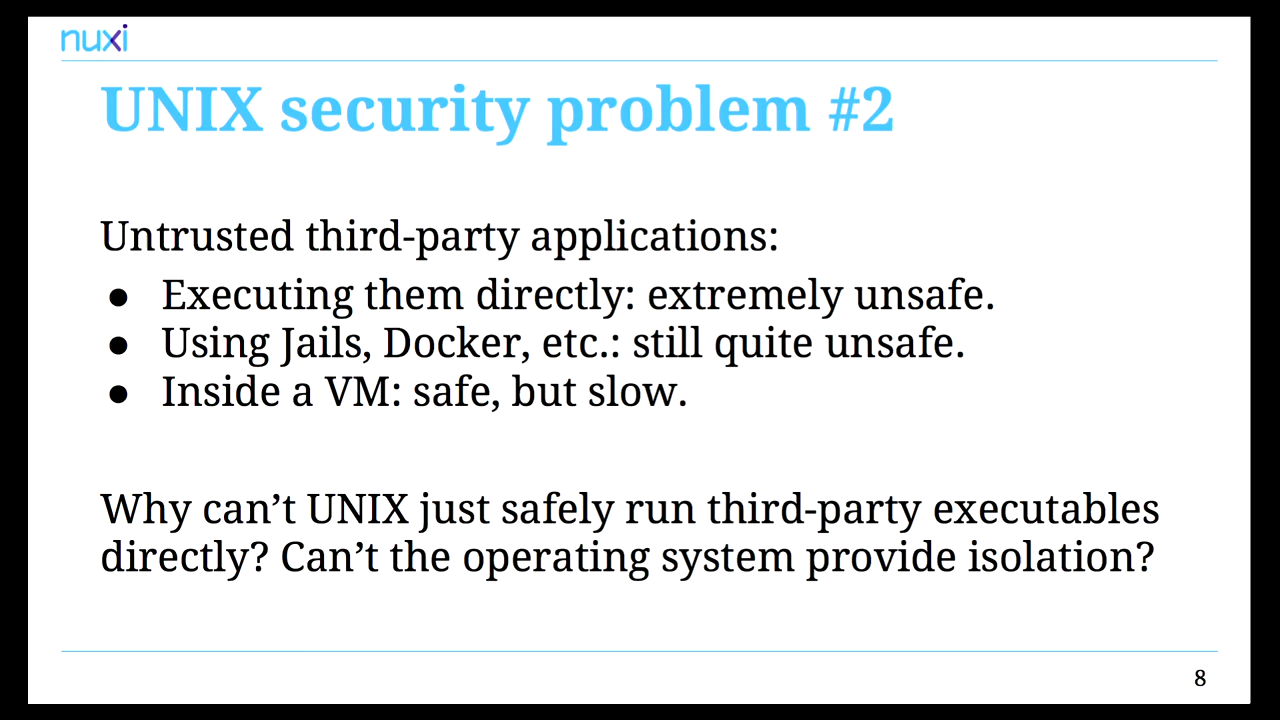 nuxi
UNIX security problem #2
Untrusted third-party applications:
● Executing them directly: extremely unsafe.
● Using Jails, Docker, etc.: still quite unsafe.
● Inside a VM: safe, but slow.
Why can’t UNIX just safely run third-party executables
directly? Can’t the operating system provide isolation?
8